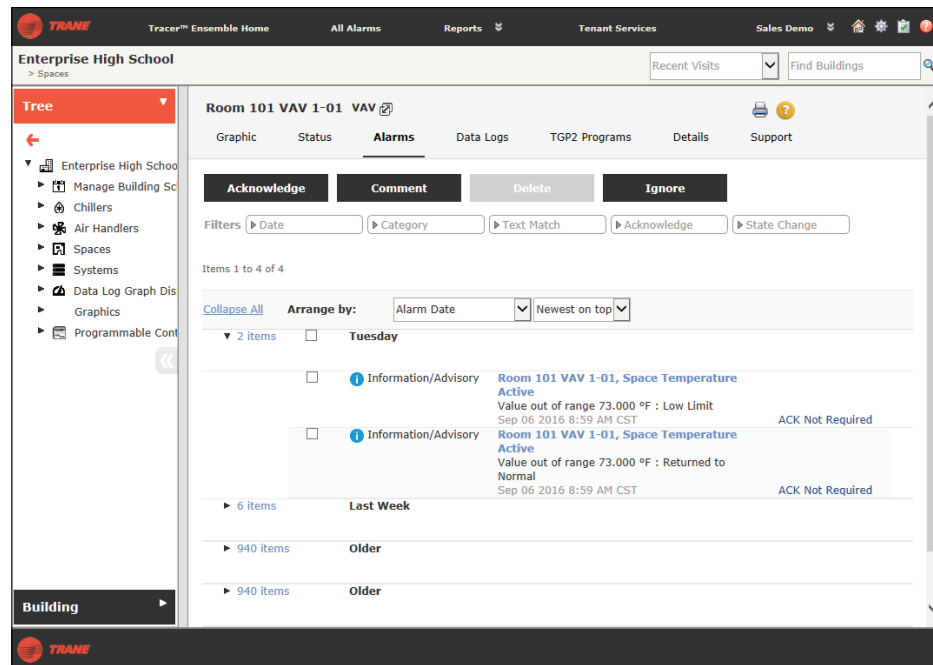 TRANE Tracer™ Ensemble Home All Alarms Reports Tenant Services Sales Demo
Enterprise High School
> Spaces
Recent Visits Find Buildings
Tree
Room 101 VAV 1-01 VAV
Graphic Status Alarms Data Logs TGP2 Programs Details Support
Enterprise High Schoo
Manage Building Sc
Chillers
Air Handlers
Spaces
Systems
Data Log Graph Dis
Graphics
Programmable Cont
Acknowledge Comment Delete Ignore
Filters Date Category Text Match Acknowledge State Change
Items 1 to 4 of 4
Collapse All Arrange by: Alarm Date Newest on top
2 items Tuesday
Information/Advisory Room 101 VAV 1-01, Space Temperature
Active
Value out of range 73.000 °F : Low Limit
Sep 06 2016 8:59 AM CST ACK Not Required
Information/Advisory Room 101 VAV 1-01, Space Temperature
Active
Value out of range 73.000 °F : Returned to
Normal
Sep 06 2016 8:59 AM CST ACK Not Required
6 items Last Week
940 items Older
940 items Older
Building
TRANE